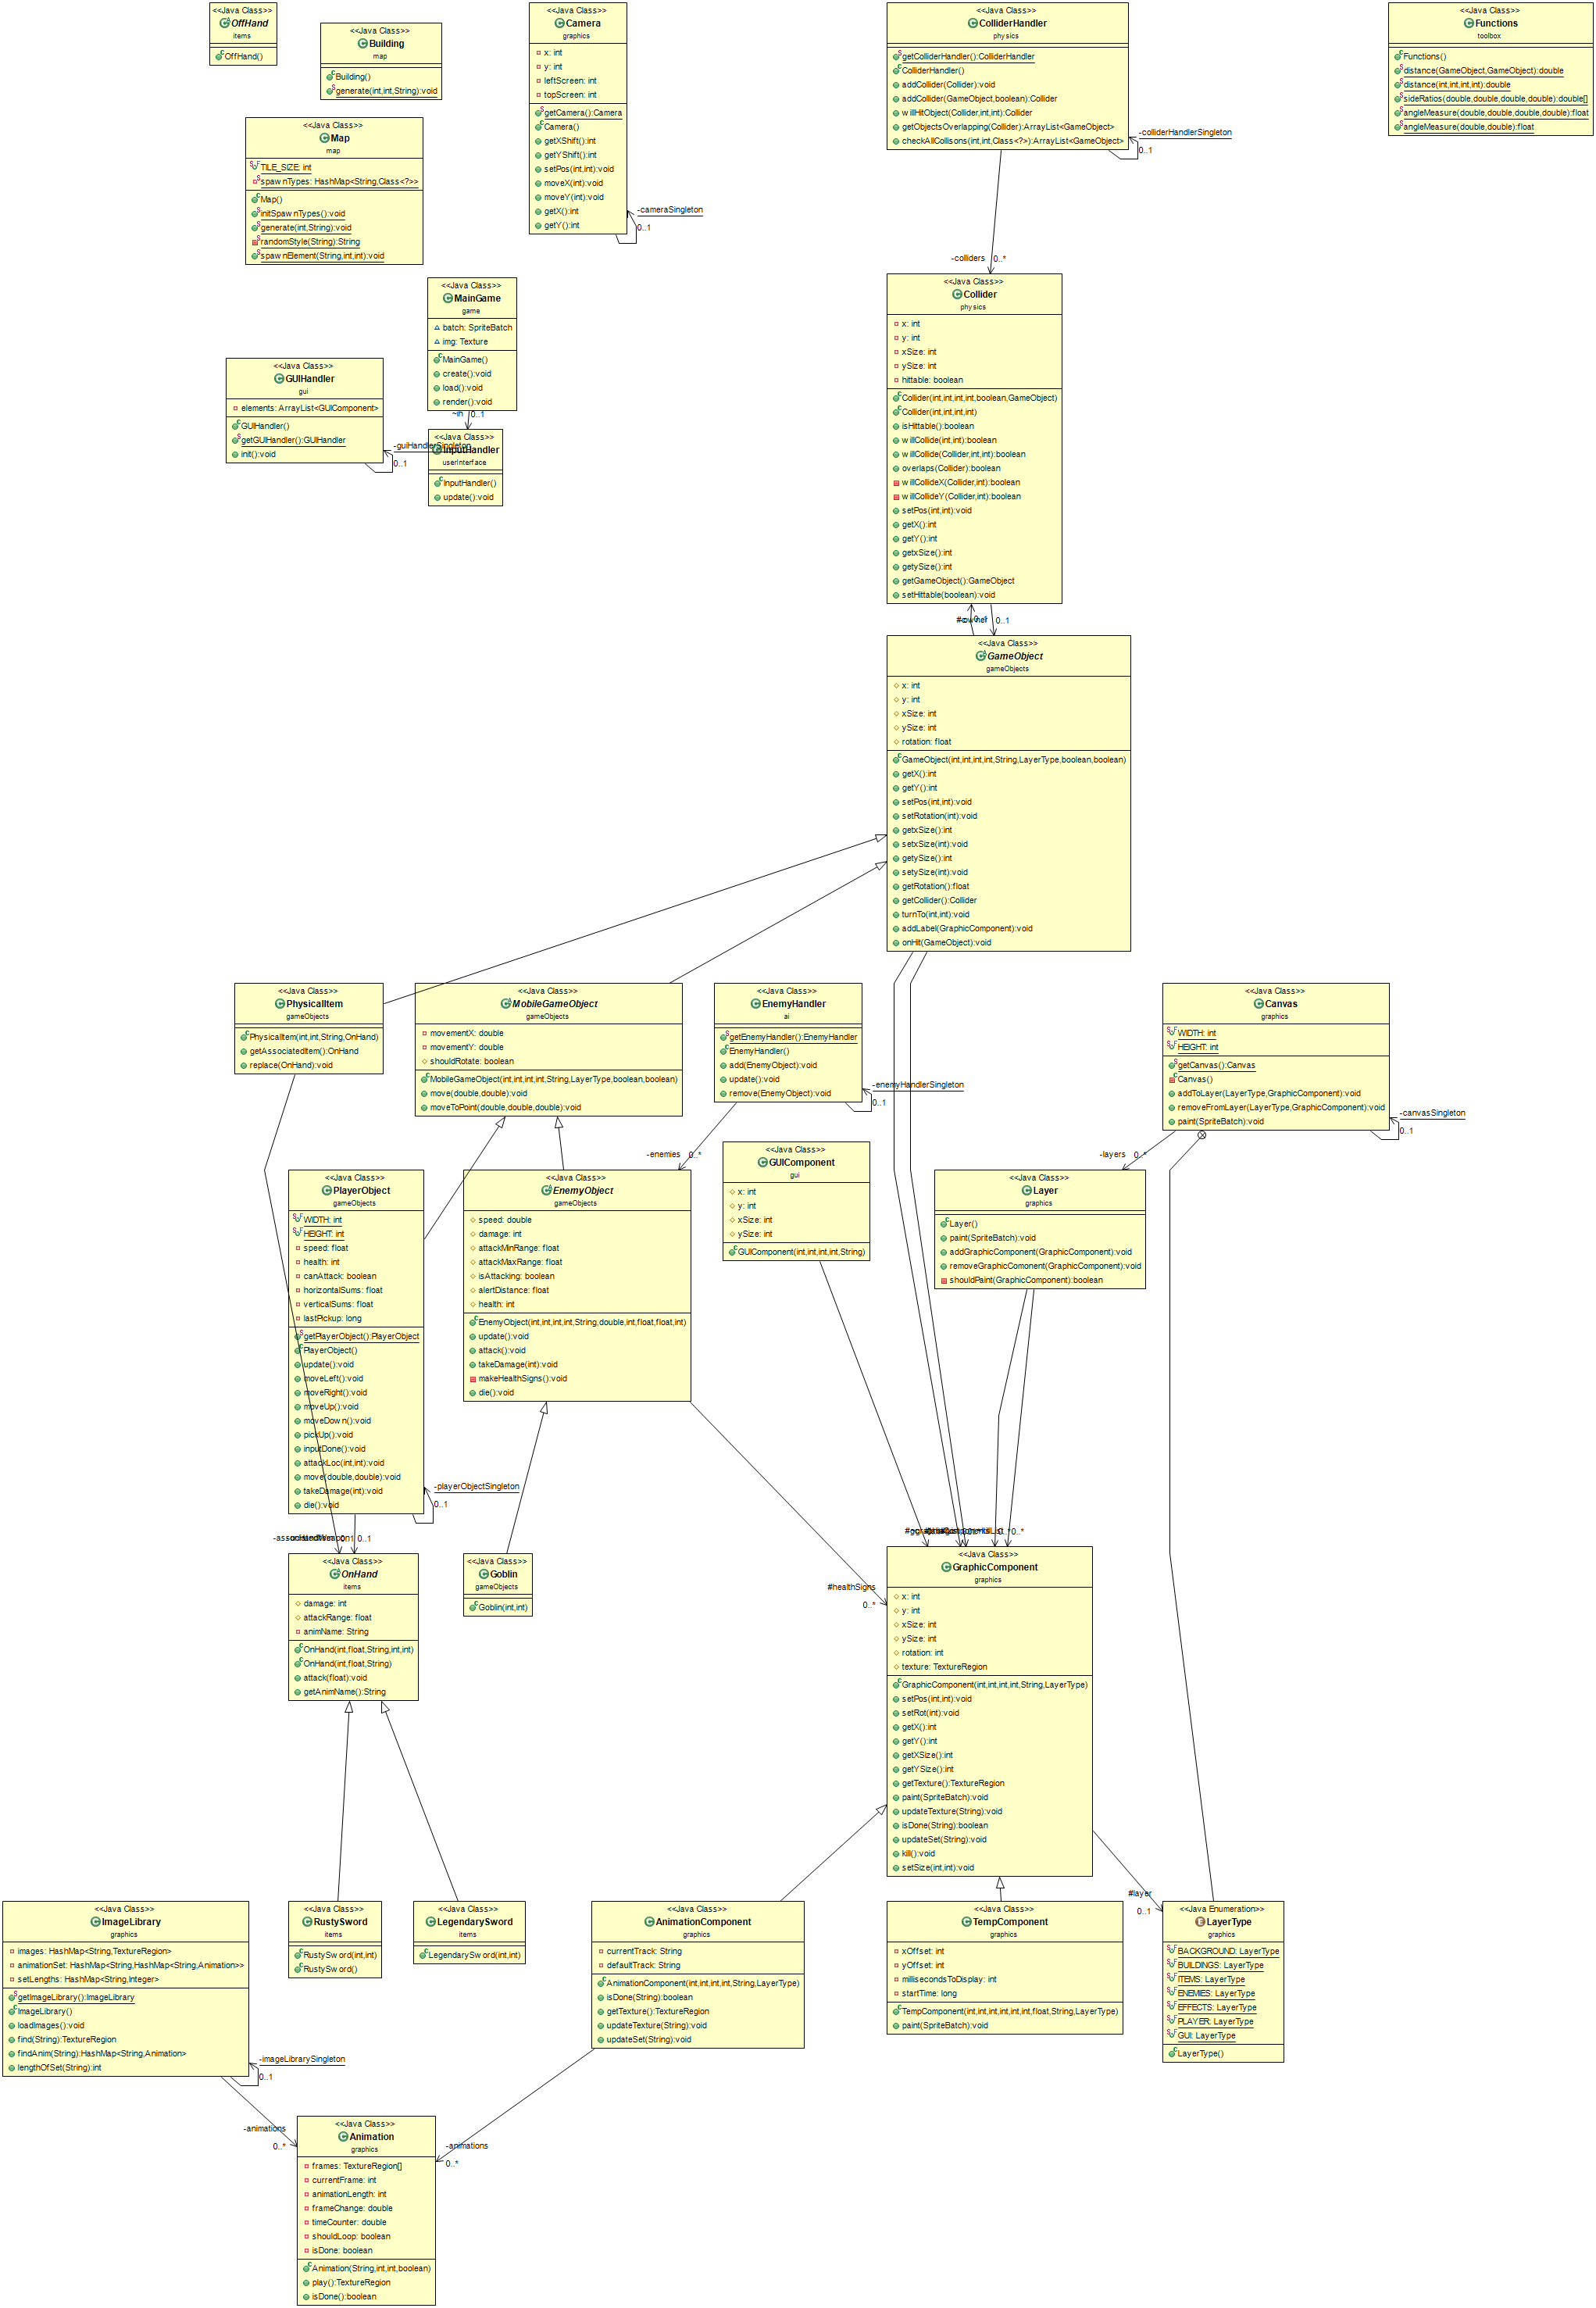 <<Java Class>>
OffHand
items
OffHand()
<<Java Class>>
Building
map
Building()
generate(int,int,String):void
<<Java Class>>
Camera
graphics
x: int
y: int
leftScreen: int
topScreen: int
getCamera():Camera
Camera()
getXShift():int
getYShift():int
setPos(int,int):void
moveX(int):void
moveY(int):void
getX():int
getY():int
-cameraSingleton
0..1
<<Java Class>>
ColliderHandler
physics
getColliderHandler():ColliderHandler
ColliderHandler()
addCollider(Collider):void
addCollider(GameObject,boolean):Collider
willHitObject(Collider,int,int):Collider
getObjectsOverlapping(Collider):ArrayList<GameObject>
checkAllCollisons(int,int,Class<?>):ArrayList<GameObject>
-colliderHandlerSingleton
0..1
<<Java Class>>
Functions
toolbox
Functions()
distance(GameObject,GameObject):double
distance(int,int,int,int):double
sideRatios(double,double,double,double):double[]
angleMeasure(double,double,double,double):float
angleMeasure(double,double):float
<<Java Class>>
Map
map
TILE_SIZE: int
spawnTypes: HashMap<String,Class<?>>
Map()
initSpawnTypes():void
generate(int,String):void
randomStyle(String):String
spawnElement(String,int,int):void
-colliders 0..*
<<Java Class>>
MainGame
game
batch: SpriteBatch
img: Texture
MainGame()
create():void
load():void
render():void
~ih 0..1
<<Java Class>>
GUIHandler
gui
elements: ArrayList<GUIComponent>
GUIHandler()
getGUIHandler():GUIHandler
init():void
-guiHandlerSingleton
0..1
<<Java Class>>
InputHandler
userInterface
InputHandler()
update():void
<<Java Class>>
Collider
physics
x: int
y: int
xSize: int
ySize: int
hittable: boolean
Collider(int,int,int,int,boolean,GameObject)
Collider(int,int,int,int)
isHittable():boolean
willCollide(int,int):boolean
willCollide(Collider,int,int):boolean
overlaps(Collider):boolean
willCollideX(Collider,int):boolean
willCollideY(Collider,int):boolean
setPos(int,int):void
getX():int
getY():int
getxSize():int
getySize():int
getGameObject():GameObject
setHittable(boolean):void
0..1
<<Java Class>>
GameObject
gameObjects
x: int
y: int
xSize: int
ySize: int
rotation: float
GameObject(int,int,int,int,String,LayerType,boolean,boolean)
getX():int
getY():int
setPos(int,int):void
setRotation(int):void
getxSize():int
setxSize(int):void
getySize():int
setySize(int):void
getRotation():float
getCollider():Collider
turnTo(int,int):void
addLabel(GraphicComponent):void
onHit(GameObject):void
<<Java Class>>
PhysicalItem
gameObjects
PhysicalItem(int,int,String,OnHand)
getAssociatedItem():OnHand
replace(OnHand):void
<<Java Class>>
MobileGameObject
gameObjects
movementX: double
movementY: double
shouldRotate: boolean
MobileGameObject(int,int,int,int,String,LayerType,boolean,boolean)
move(double,double):void
moveToPoint(double,double,double):void
<<Java Class>>
EnemyHandler
ai
getEnemyHandler():EnemyHandler
EnemyHandler()
add(EnemyObject):void
update():void
remove(EnemyObject):void
-enemyHandlerSingleton
0..1
<<Java Class>>
Canvas
graphics
WIDTH: int
HEIGHT: int
getCanvas():Canvas
Canvas()
addToLayer(LayerType,GraphicComponent):void
removeFromLayer(LayerType,GraphicComponent):void
paint(SpriteBatch):void
-canvasSingleton
0..1
-enemies 0..*
-layers 0..*
<<Java Class>>
PlayerObject
gameObjects
WIDTH: int
HEIGHT: int
speed: float
health: int
canAttack: boolean
horizontalSums: float
verticalSums: float
lastPickup: long
getPlayerObject():PlayerObject
PlayerObject()
update():void
moveLeft():void
moveRight():void
moveUp():void
moveDown():void
pickUp():void
inputDone():void
attackLoc(int,int):void
move(double,double):void
takeDamage(int):void
die():void
-playerObjectSingleton
0..1
<<Java Class>>
EnemyObject
gameObjects
speed: double
damage: int
attackMinRange: float
attackMaxRange: float
isAttacking: boolean
alertDistance: float
health: int
EnemyObject(int,int,int,int,String,double,int,float,float,int)
update():void
attack():void
takeDamage(int):void
makeHealthSigns():void
die():void
<<Java Class>>
GUIComponent
gui
x: int
y: int
xSize: int
ySize: int
GUIComponent(int,int,int,int,String)
<<Java Class>>
Layer
graphics
Layer()
paint(SpriteBatch):void
addGraphicComponent(GraphicComponent):void
removeGraphicComonent(GraphicComponent):void
shouldPaint(GraphicComponent):boolean
0..1
<<Java Class>>
OnHand
items
damage: int
attackRange: float
animName: String
OnHand(int,float,String,int,int)
OnHand(int,float,String)
attack(float):void
getAnimName():String
<<Java Class>>
Goblin
gameObjects
Goblin(int,int)
#healthSigns
0..*
0..*
<<Java Class>>
GraphicComponent
graphics
x: int
y: int
xSize: int
ySize: int
rotation: int
texture: TextureRegion
GraphicComponent(int,int,int,int,String,LayerType)
setPos(int,int):void
setRot(int):void
getX():int
getY():int
getXSize():int
getYSize():int
getTexture():TextureRegion
paint(SpriteBatch):void
updateTexture(String):void
isDone(String):boolean
updateSet(String):void
kill():void
setSize(int,int):void
#layer
0..1
<<Java Class>>
ImageLibrary
graphics
images: HashMap<String,TextureRegion>
animationSet: HashMap<String,HashMap<String,Animation>>
setLengths: HashMap<String,Integer>
getImageLibrary():ImageLibrary
ImageLibrary()
loadImages():void
find(String):TextureRegion
findAnim(String):HashMap<String,Animation>
lengthOfSet(String):int
-imageLibrarySingleton
0..1
<<Java Class>>
RustySword
items
RustySword(int,int)
RustySword()
<<Java Class>>
LegendarySword
items
LegendarySword(int,int)
<<Java Class>>
AnimationComponent
graphics
currentTrack: String
defaultTrack: String
AnimationComponent(int,int,int,int,String,LayerType)
isDone(String):boolean
getTexture():TextureRegion
updateTexture(String):void
updateSet(String):void
<<Java Class>>
TempComponent
graphics
xOffset: int
yOffset: int
millisecondsToDisplay: int
startTime: long
TempComponent(int,int,int,int,int,int,float,String,LayerType)
paint(SpriteBatch):void
<<Java Enumeration>>
LayerType
graphics
BACKGROUND: LayerType
BUILDINGS: LayerType
ITEMS: LayerType
ENEMIES: LayerType
EFFECTS: LayerType
PLAYER: LayerType
GUI: LayerType
LayerType()
-animations
0..*
-animations
0..*
<<Java Class>>
Animation
graphics
frames: TextureRegion[]
currentFrame: int
animationLength: int
frameChange: double
timeCounter: double
shouldLoop: boolean
isDone: boolean
Animation(String,int,int,boolean)
play():TextureRegion
isDone():boolean